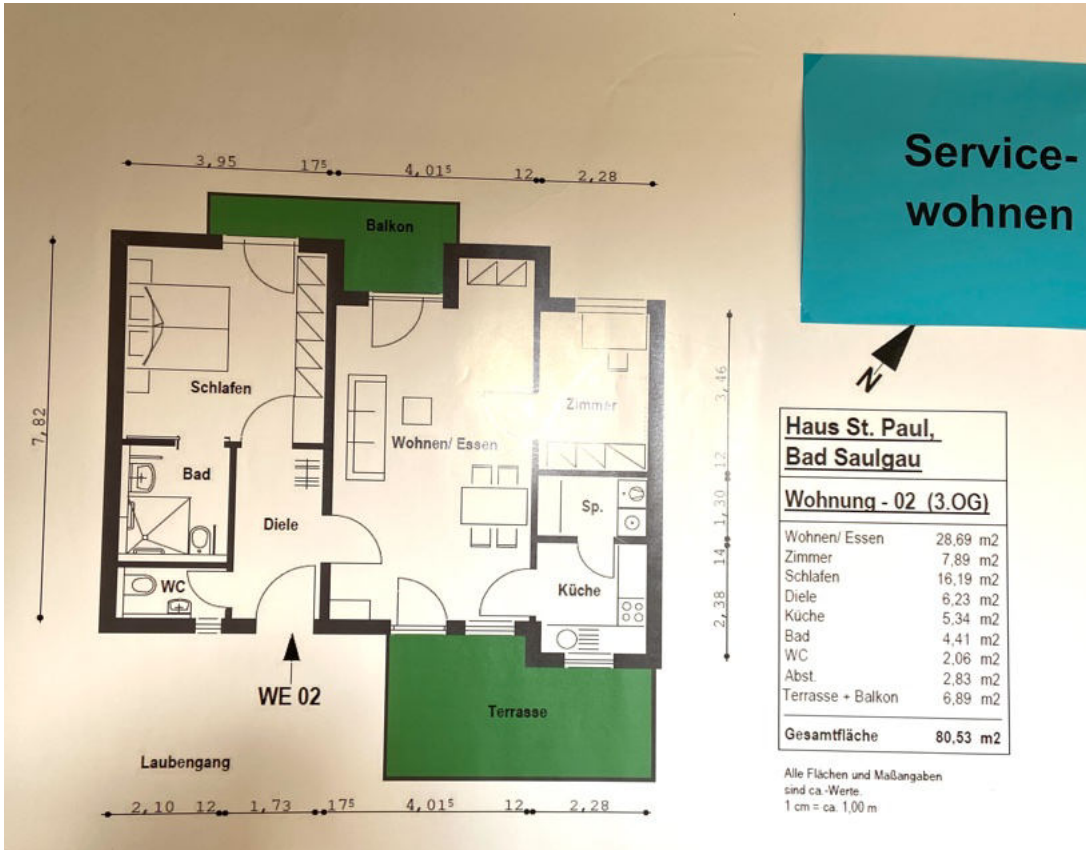 Service-
wohnen
3,95 17⁵ 4,01⁵ 12 2,28
Balkon
7,82
Schlafen
Wohnen/ Essen
Zimmer
3,46
12
1,30
14
2,38
Bad
Diele
Sp.
WC
Küche
WE 02
Terrasse
Laubengang
2,10 12 1,73 17⁵ 4,01⁵ 12 2,28
N
Haus St. Paul,
Bad Saulgau
Wohnung - 02 (3.OG)
Wohnen/ Essen 28,69 m2
Zimmer 7,89 m2
Schlafen 16,19 m2
Diele 6,23 m2
Küche 5,34 m2
Bad 4,41 m2
WC 2,06 m2
Abst. 2,83 m2
Terrasse + Balkon 6,89 m2
Gesamtfläche 80,53 m2
Alle Flächen und Maßangaben
sind ca.-Werte.
1 cm = ca. 1,00 m